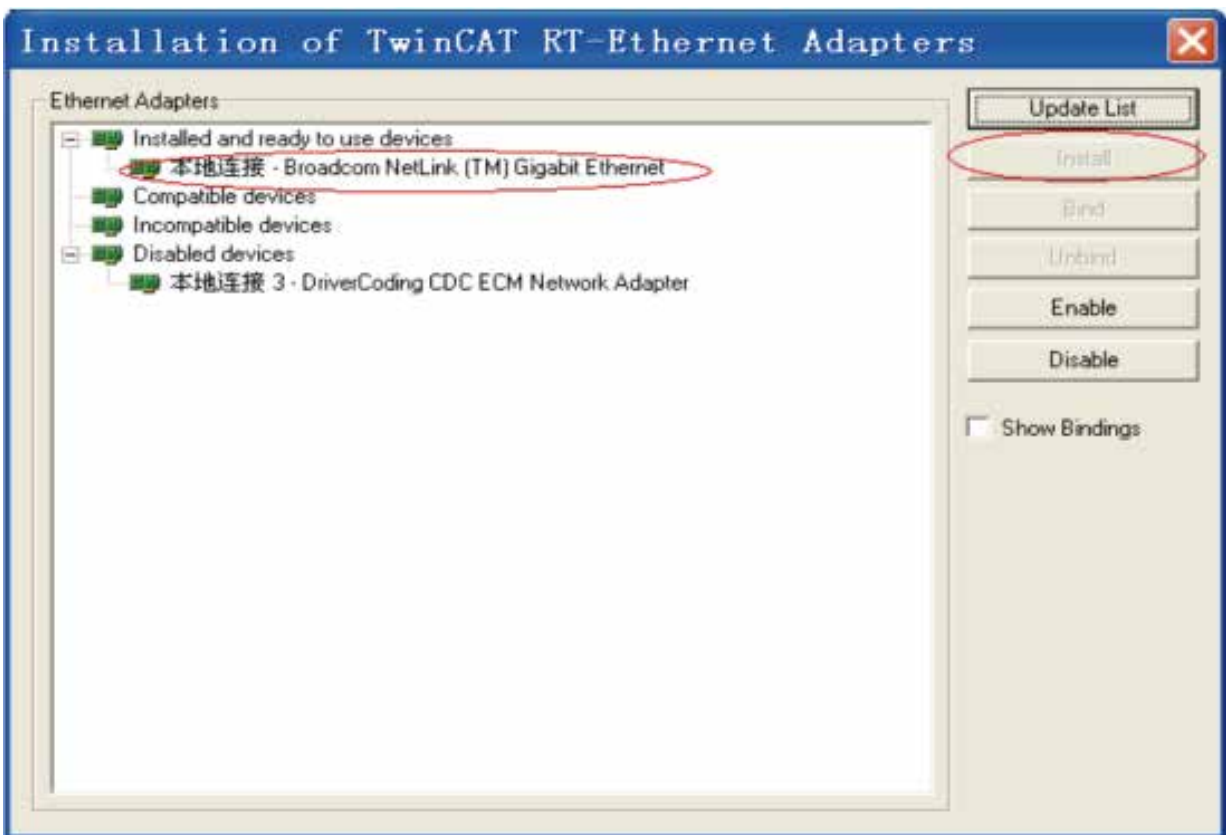 Installation of TwinCAT RT-Ethernet Adapters
Ethernet Adapters
Installed and ready to use devices
本地连接 - Broadcom NetLink (TM) Gigabit Ethernet
Compatible devices
Incompatible devices
Disabled devices
本地连接 3 - DriverCoding CDC ECM Network Adapter
Update List
Install
Bind
Unbind
Enable
Disable
Show Bindings